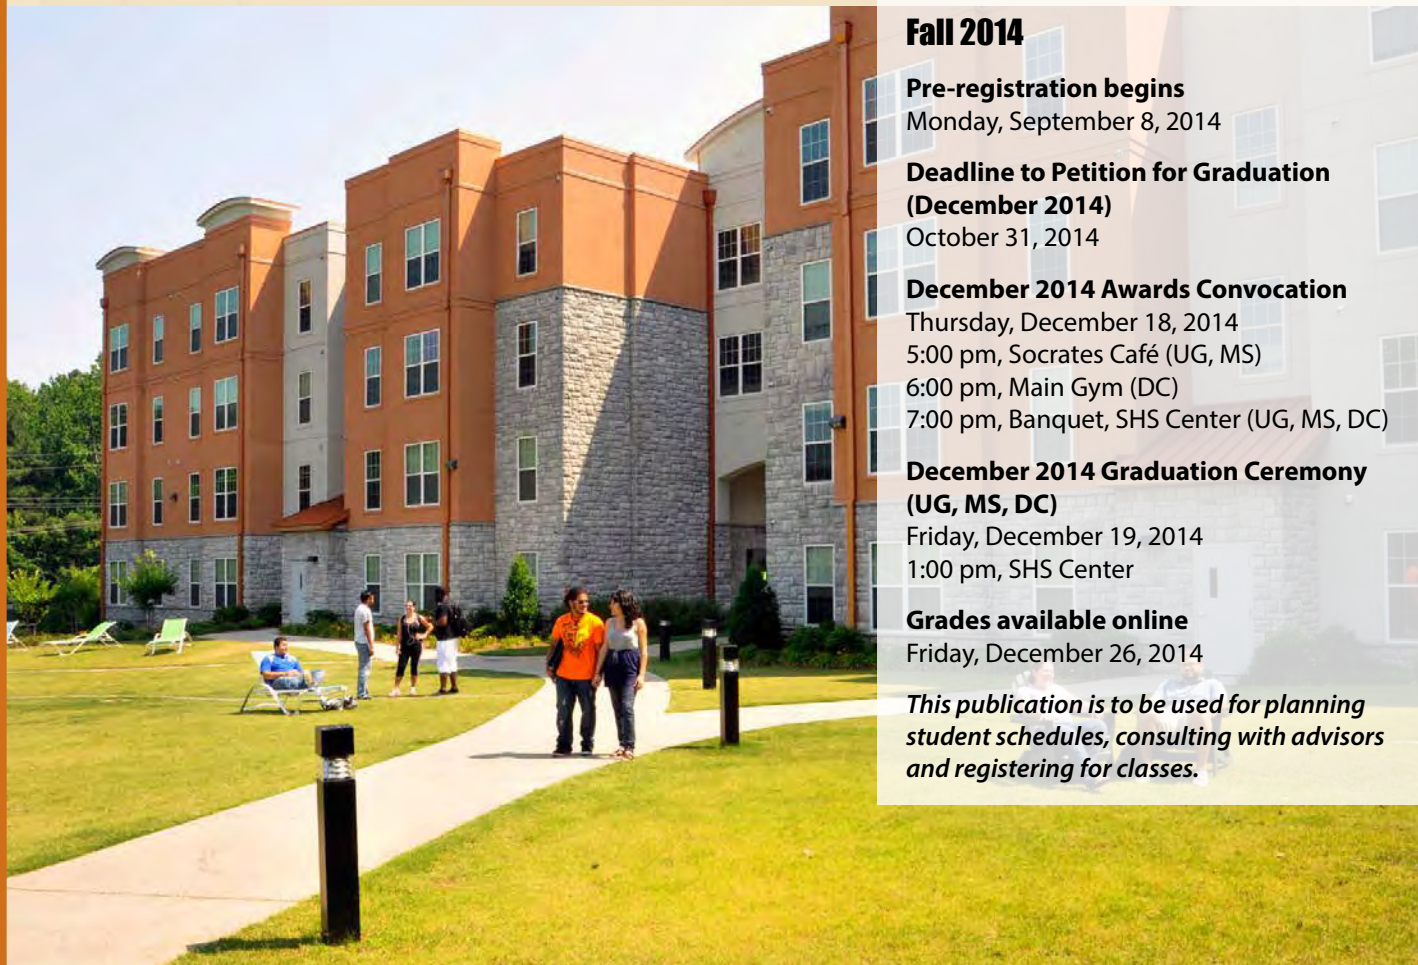 Fall 2014
Pre-registration begins
Monday, September 8, 2014
Deadline to Petition for Graduation
(December 2014)
October 31, 2014
December 2014 Awards Convocation
Thursday, December 18, 2014
5:00 pm, Socrates Café (UG, MS)
6:00 pm, Main Gym (DC)
7:00 pm, Banquet, SHS Center (UG, MS, DC)
December 2014 Graduation Ceremony
(UG, MS, DC)
Friday, December 19, 2014
1:00 pm, SHS Center
Grades available online
Friday, December 26, 2014
This publication is to be used for planning
student schedules, consulting with advisors
and registering for classes.